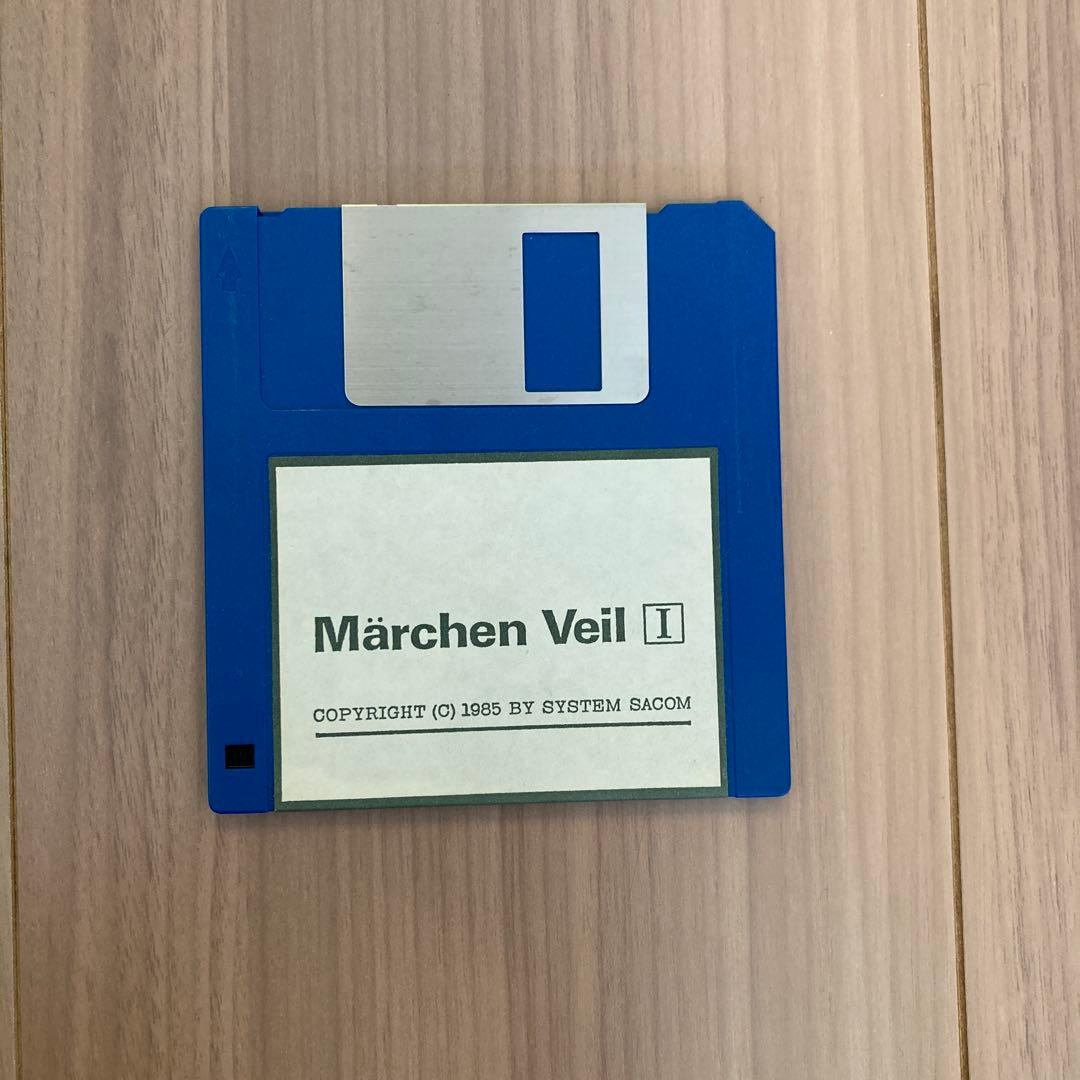 Märchen Veil I
COPYRIGHT (C) 1985 BY SYSTEM SACOM